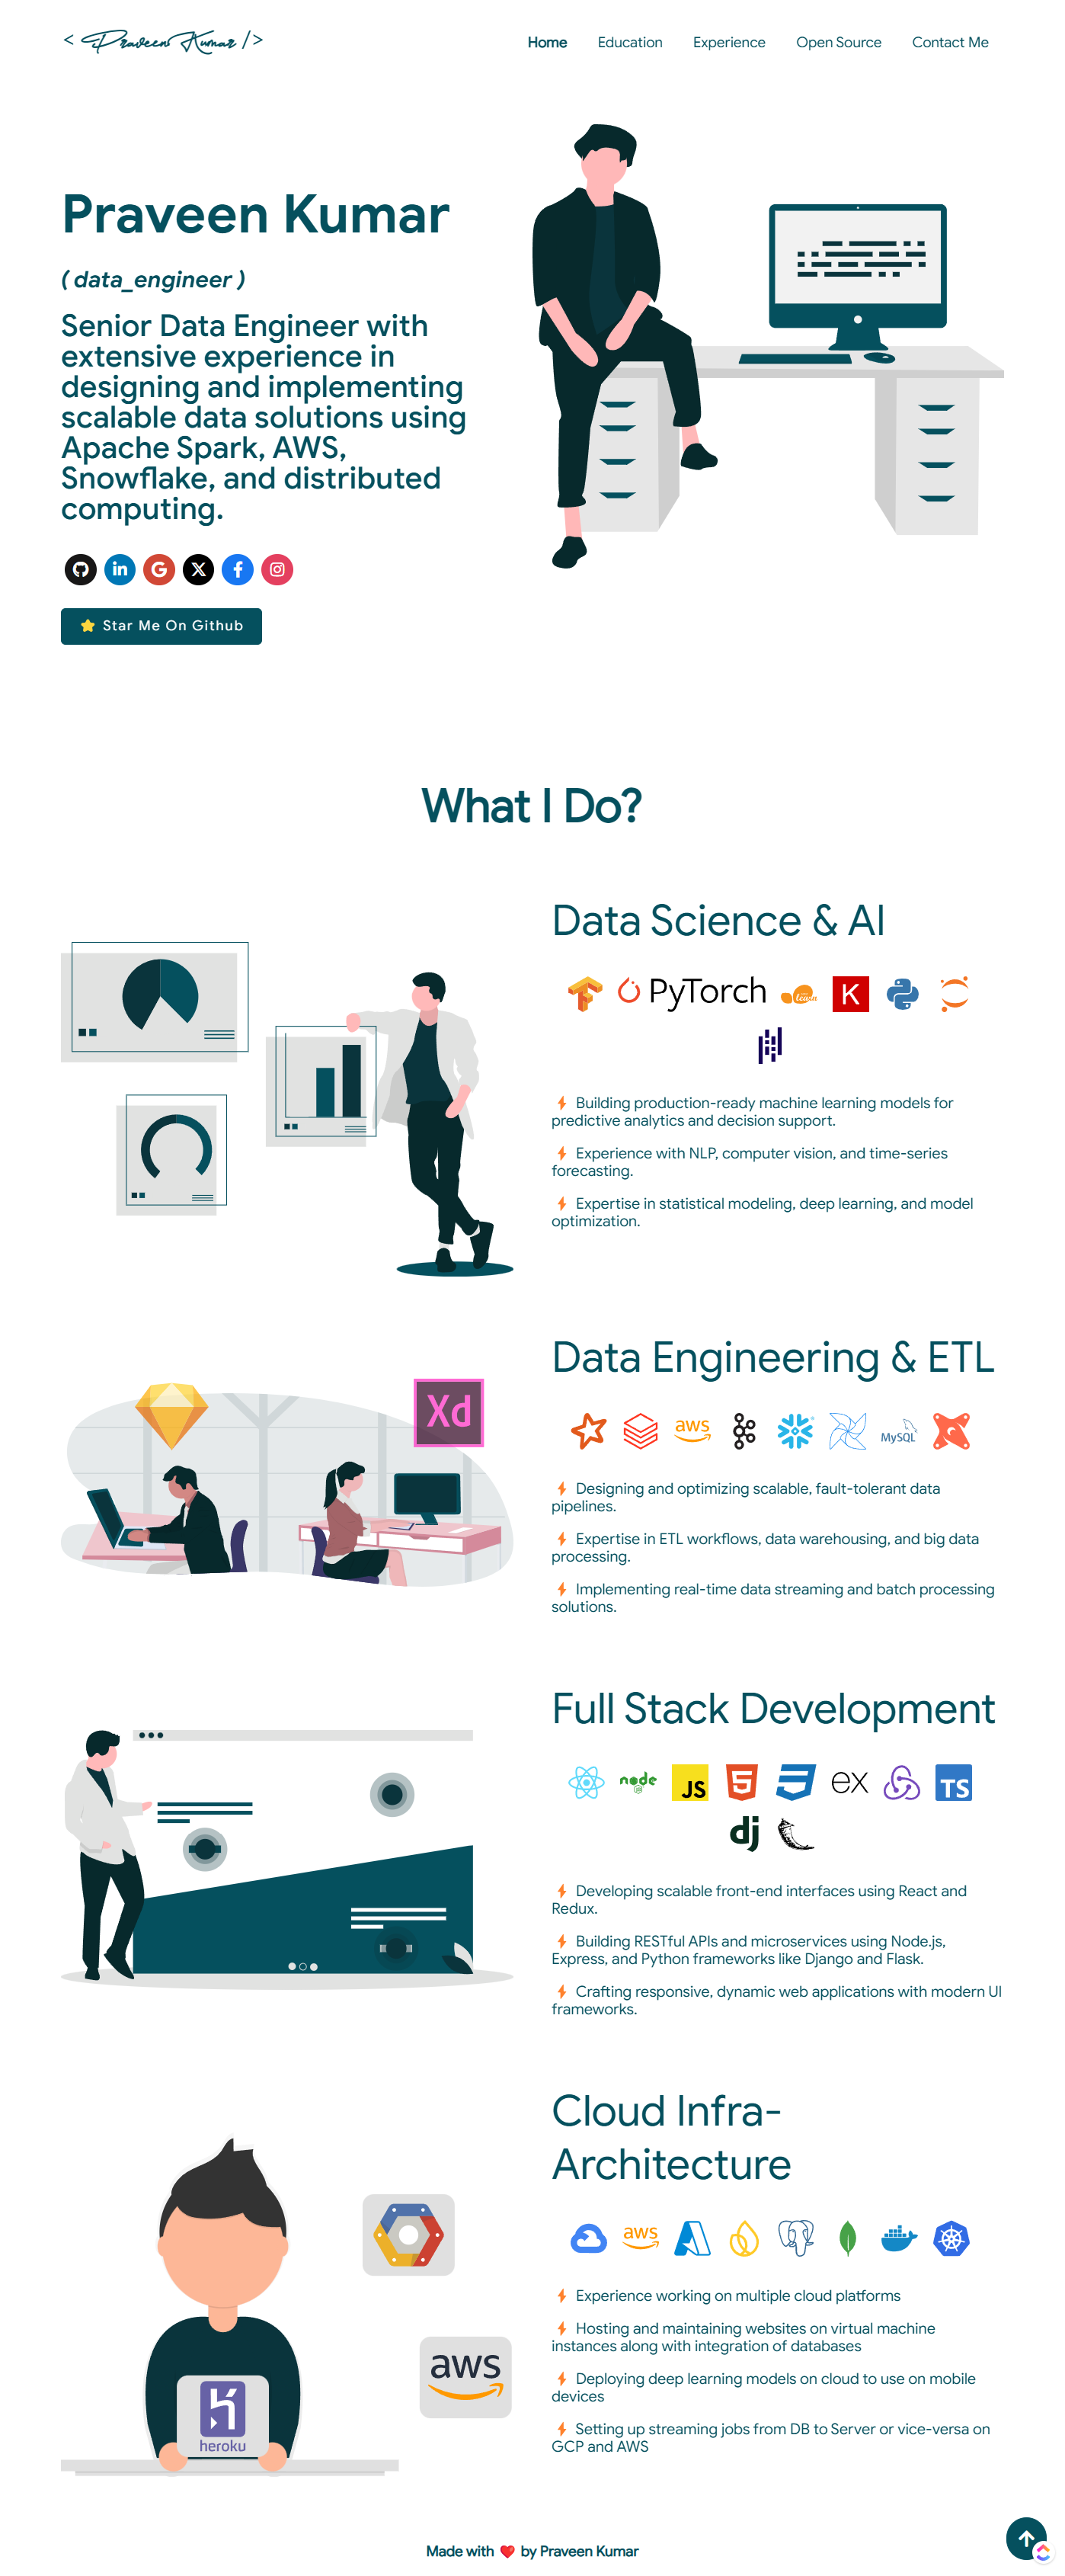 < Praveen Kumar />
Home Education Experience Open Source Contact Me
Praveen Kumar
( data_engineer )
Senior Data Engineer with
extensive experience in
designing and implementing
scalable data solutions using
Apache Spark, AWS,
Snowflake, and distributed
computing.
Star Me On Github
What I Do?
Data Science & AI
PyTorch learn K
Building production-ready machine learning models for
predictive analytics and decision support.
Experience with NLP, computer vision, and time-series
forecasting.
Expertise in statistical modeling, deep learning, and model
optimization.
Xd
Data Engineering & ETL
aws MySQL
Designing and optimizing scalable, fault-tolerant data
pipelines.
Expertise in ETL workflows, data warehousing, and big data
processing.
Implementing real-time data streaming and batch processing
solutions.
Full Stack Development
node JS 5 3 ex TS
dj
Developing scalable front-end interfaces using React and
Redux.
Building RESTful APIs and microservices using Node.js,
Express, and Python frameworks like Django and Flask.
Crafting responsive, dynamic web applications with modern UI
frameworks.
aws
heroku
Cloud Infra-
Architecture
aws
Experience working on multiple cloud platforms
Hosting and maintaining websites on virtual machine
instances along with integration of databases
Deploying deep learning models on cloud to use on mobile
devices
Setting up streaming jobs from DB to Server or vice-versa on
GCP and AWS
Made with ❤️ by Praveen Kumar